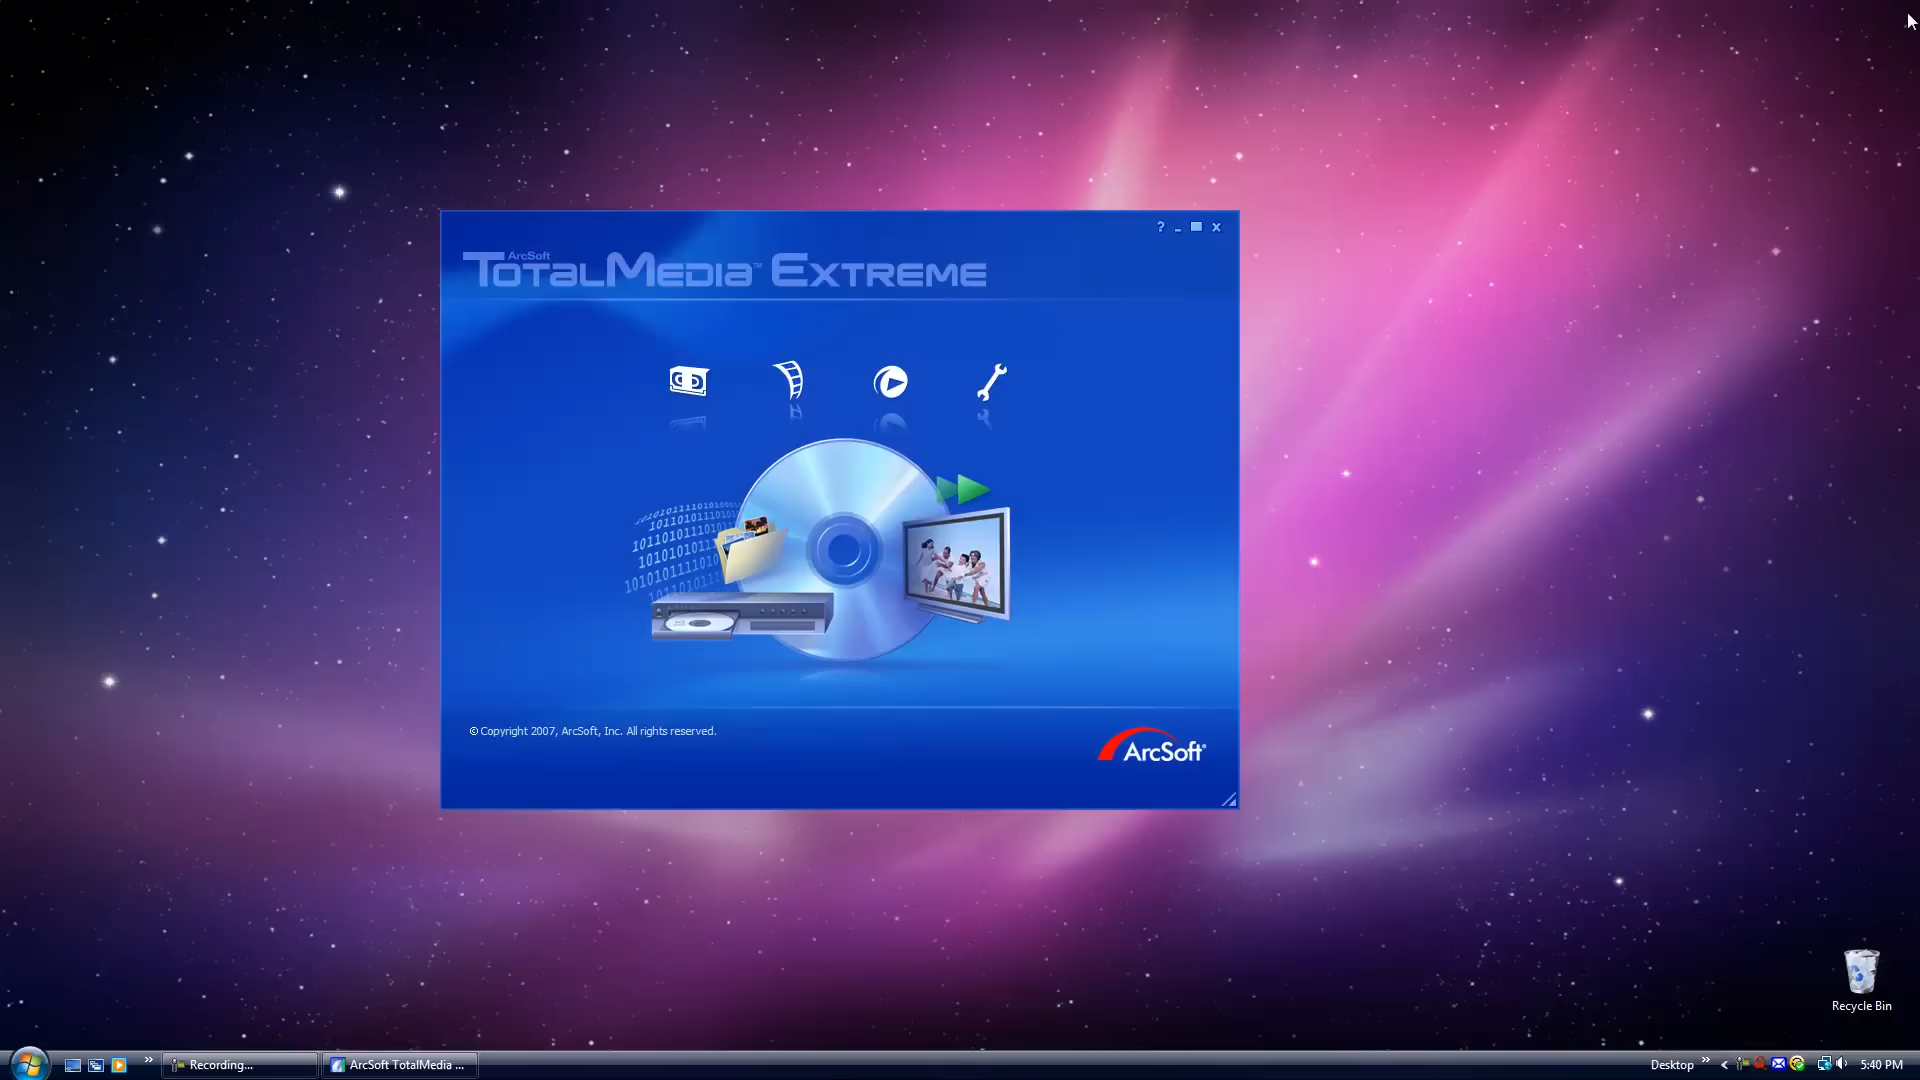 ?
ArcSoft
TOTALMEDIA™ EXTREME
© Copyright 2007, ArcSoft, Inc. All rights reserved.
ArcSoft®
Recycle Bin
Recording...
ArcSoft TotalMedia ...
Desktop
5:40 PM